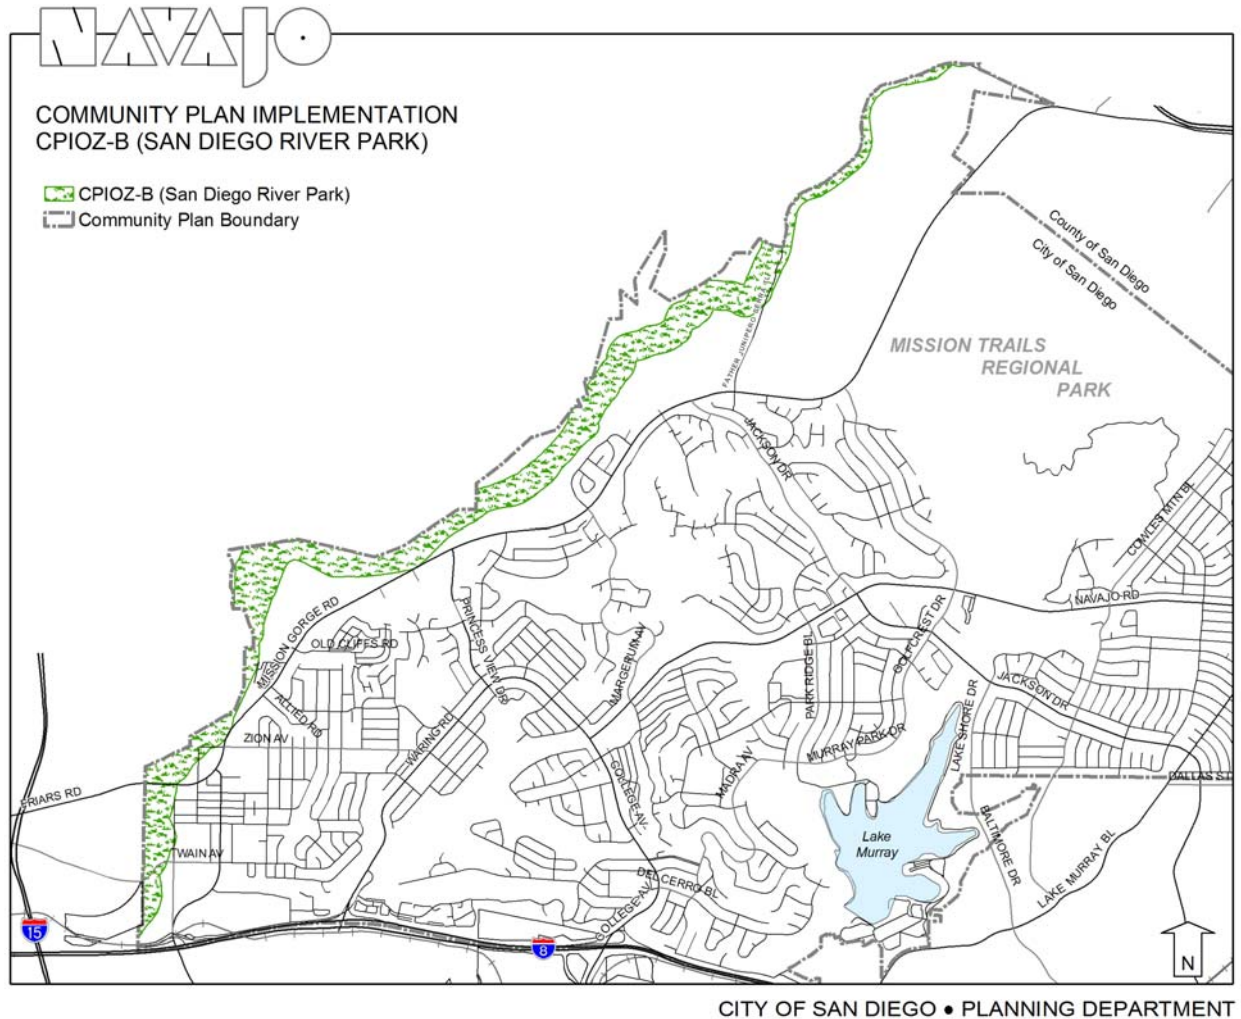 NAVAJO
COMMUNITY PLAN IMPLEMENTATION
CPIOZ-B (SAN DIEGO RIVER PARK)
CPIOZ-B (San Diego River Park)
Community Plan Boundary
County of San Diego
City of San Diego
MISSION TRAILS
REGIONAL
PARK
FATHER JUNIPERO SERRA TL
JACKSON DR
COWLES MTN BL
NAVAJO RD
MISSION GORGE RD
OLD CLIFFS RD
PRINCESS VIEW DR
MARGERUM AV
PARK RIDGE BL
GOLFCREST DR
JACKSON DR
ALLIED RD
ZION AV
WARING RD
LAKE SHORE DR
MURRAY PARK DR
MADRA AV
COLLEGE AV
DALLAS ST
FRIARS RD
BALTIMORE DR
Lake
Murray
TWAIN AV
DEL CERRO BL
LAKE MURRAY BL
COLLEGE AV
15
8
N
CITY OF SAN DIEGO • PLANNING DEPARTMENT